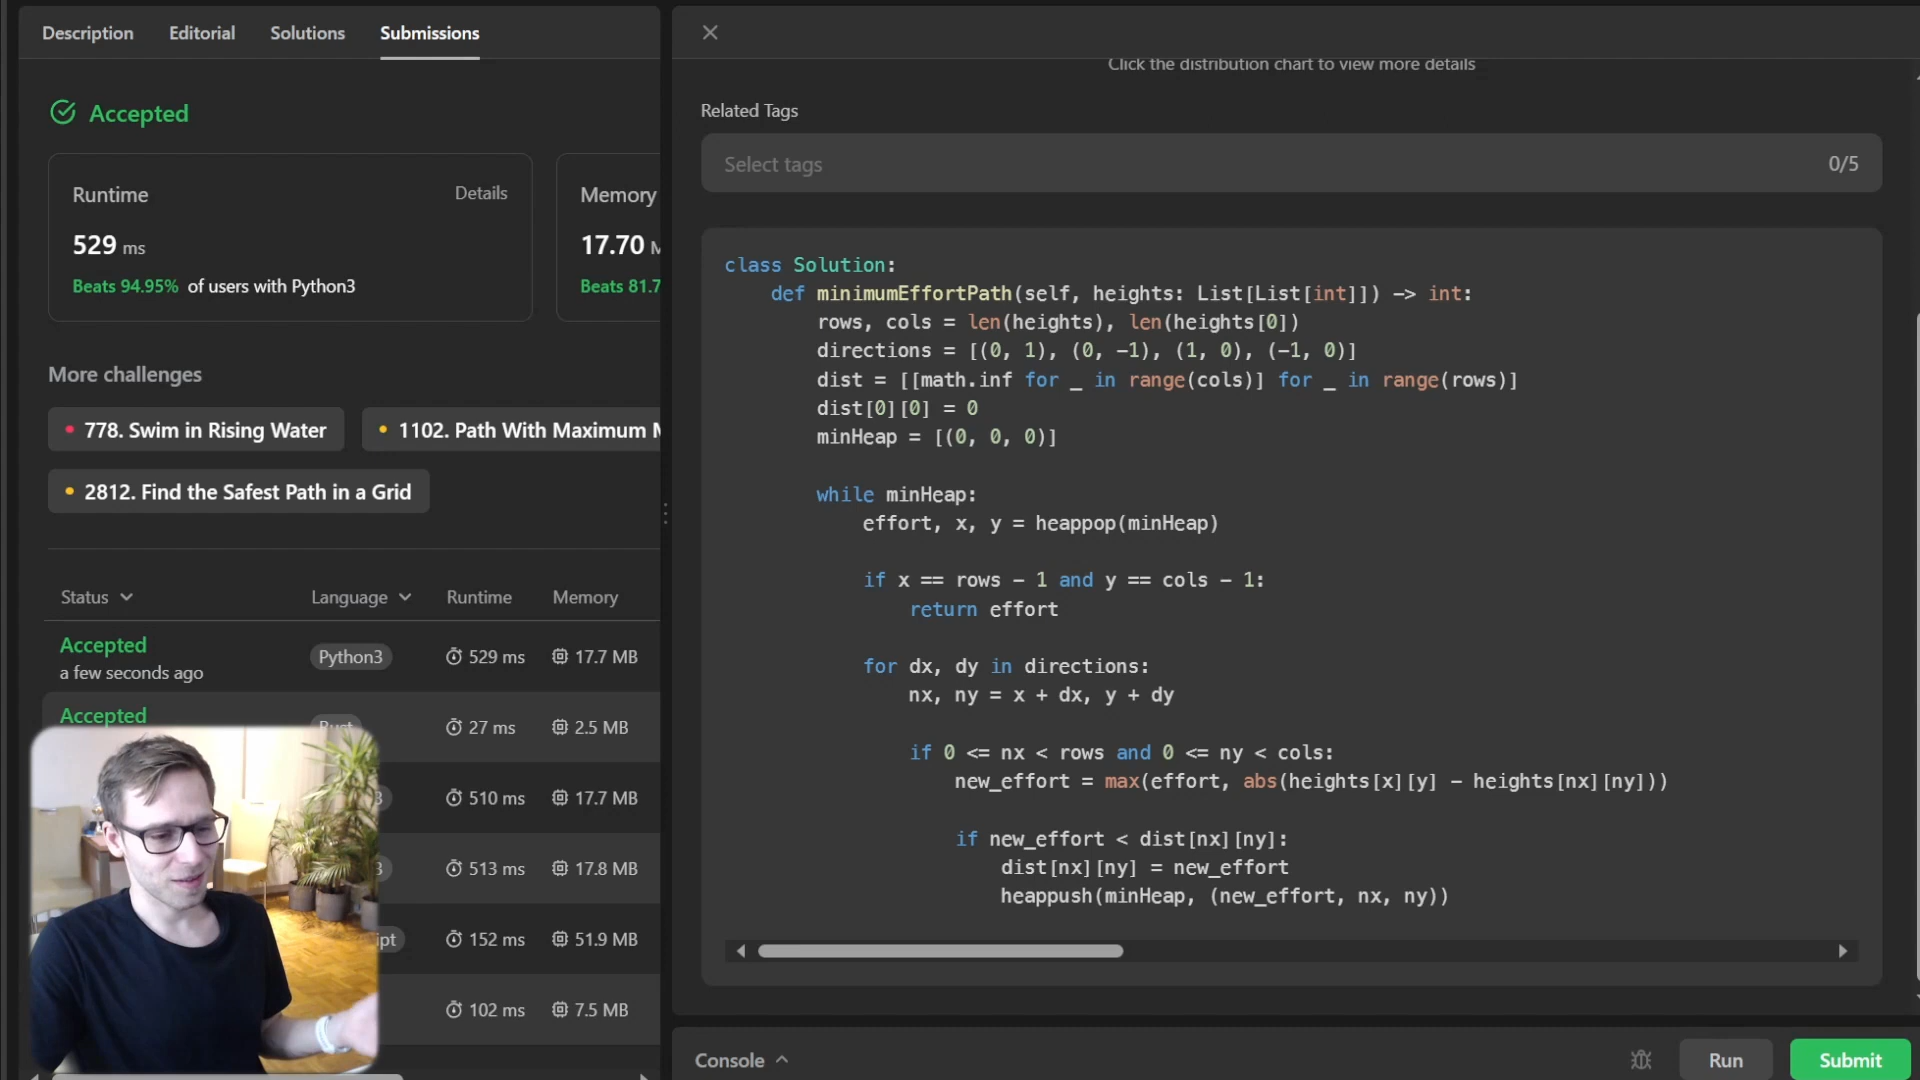 Description Editorial Solutions Submissions
Accepted
Runtime Details
529 ms
Beats 94.95% of users with Python3
Memory
17.70
Beats 81.7
More challenges
778. Swim in Rising Water
1102. Path With Maximum
2812. Find the Safest Path in a Grid
Status Language Runtime Memory
Accepted
a few seconds ago
Python3 529 ms 17.7 MB
Accepted
Rust 27 ms 2.5 MB
3 510 ms 17.7 MB
3 513 ms 17.8 MB
ipt 152 ms 51.9 MB
102 ms 7.5 MB
Click the distribution chart to view more details
Related Tags
Select tags 0/5
class Solution:
    def minimumEffortPath(self, heights: List[List[int]]) -> int:
        rows, cols = len(heights), len(heights[0])
        directions = [(0, 1), (0, -1), (1, 0), (-1, 0)]
        dist = [[math.inf for _ in range(cols)] for _ in range(rows)]
        dist[0][0] = 0
        minHeap = [(0, 0, 0)]
        while minHeap:
            effort, x, y = heappop(minHeap)
            if x == rows - 1 and y == cols - 1:
                return effort
            for dx, dy in directions:
                nx, ny = x + dx, y + dy
                if 0 <= nx < rows and 0 <= ny < cols:
                    new_effort = max(effort, abs(heights[x][y] - heights[nx][ny]))
                    if new_effort < dist[nx][ny]:
                        dist[nx][ny] = new_effort
                        heappush(minHeap, (new_effort, nx, ny))
Console Run Submit